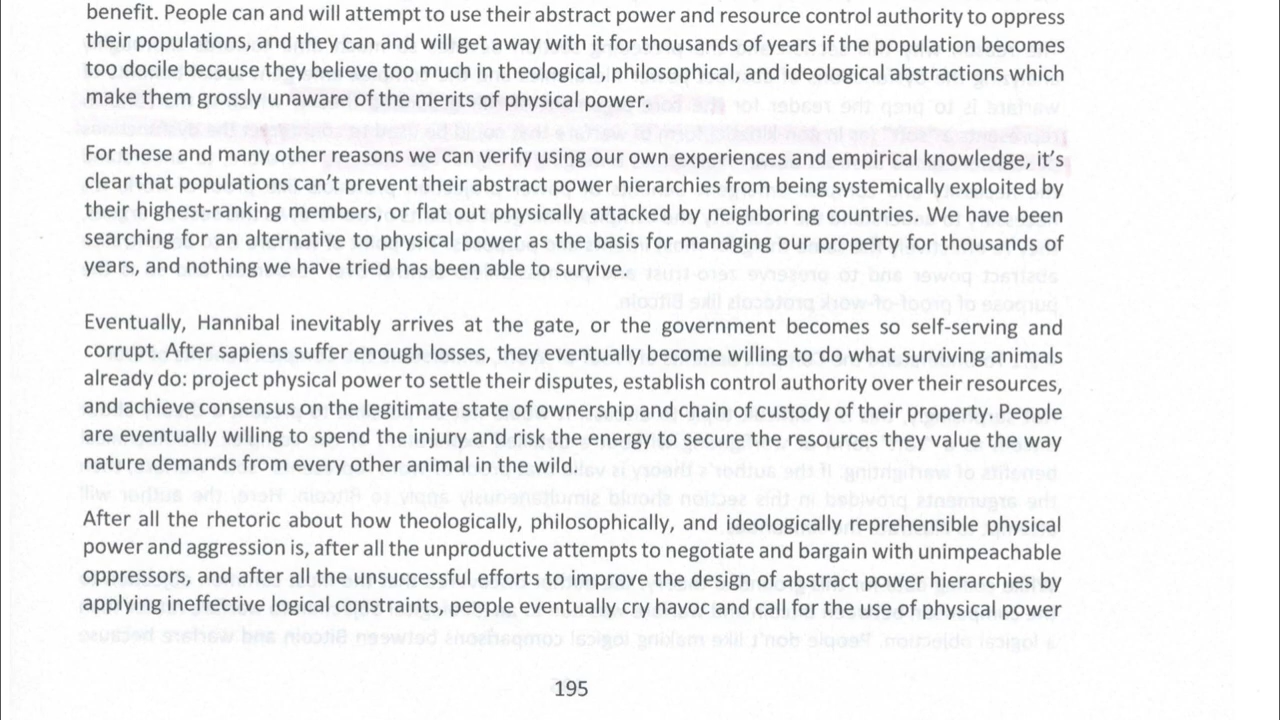 benefit. People can and will attempt to use their abstract power and resource control authority to oppress
their populations, and they can and will get away with it for thousands of years if the population becomes
too docile because they believe too much in theological, philosophical, and ideological abstractions which
make them grossly unaware of the merits of physical power.
For these and many other reasons we can verify using our own experiences and empirical knowledge, it's
clear that populations can't prevent their abstract power hierarchies from being systemically exploited by
their highest-ranking members, or flat out physically attacked by neighboring countries. We have been
searching for an alternative to physical power as the basis for managing our property for thousands of
years, and nothing we have tried has been able to survive.
Eventually, Hannibal inevitably arrives at the gate, or the government becomes so self-serving and
corrupt. After sapiens suffer enough losses, they eventually become willing to do what surviving animals
already do: project physical power to settle their disputes, establish control authority over their resources,
and achieve consensus on the legitimate state of ownership and chain of custody of their property. People
are eventually willing to spend the injury and risk the energy to secure the resources they value the way
nature demands from every other animal in the wild.
After all the rhetoric about how theologically, philosophically, and ideologically reprehensible physical
power and aggression is, after all the unproductive attempts to negotiate and bargain with unimpeachable
oppressors, and after all the unsuccessful efforts to improve the design of abstract power hierarchies by
applying ineffective logical constraints, people eventually cry havoc and call for the use of physical power
195